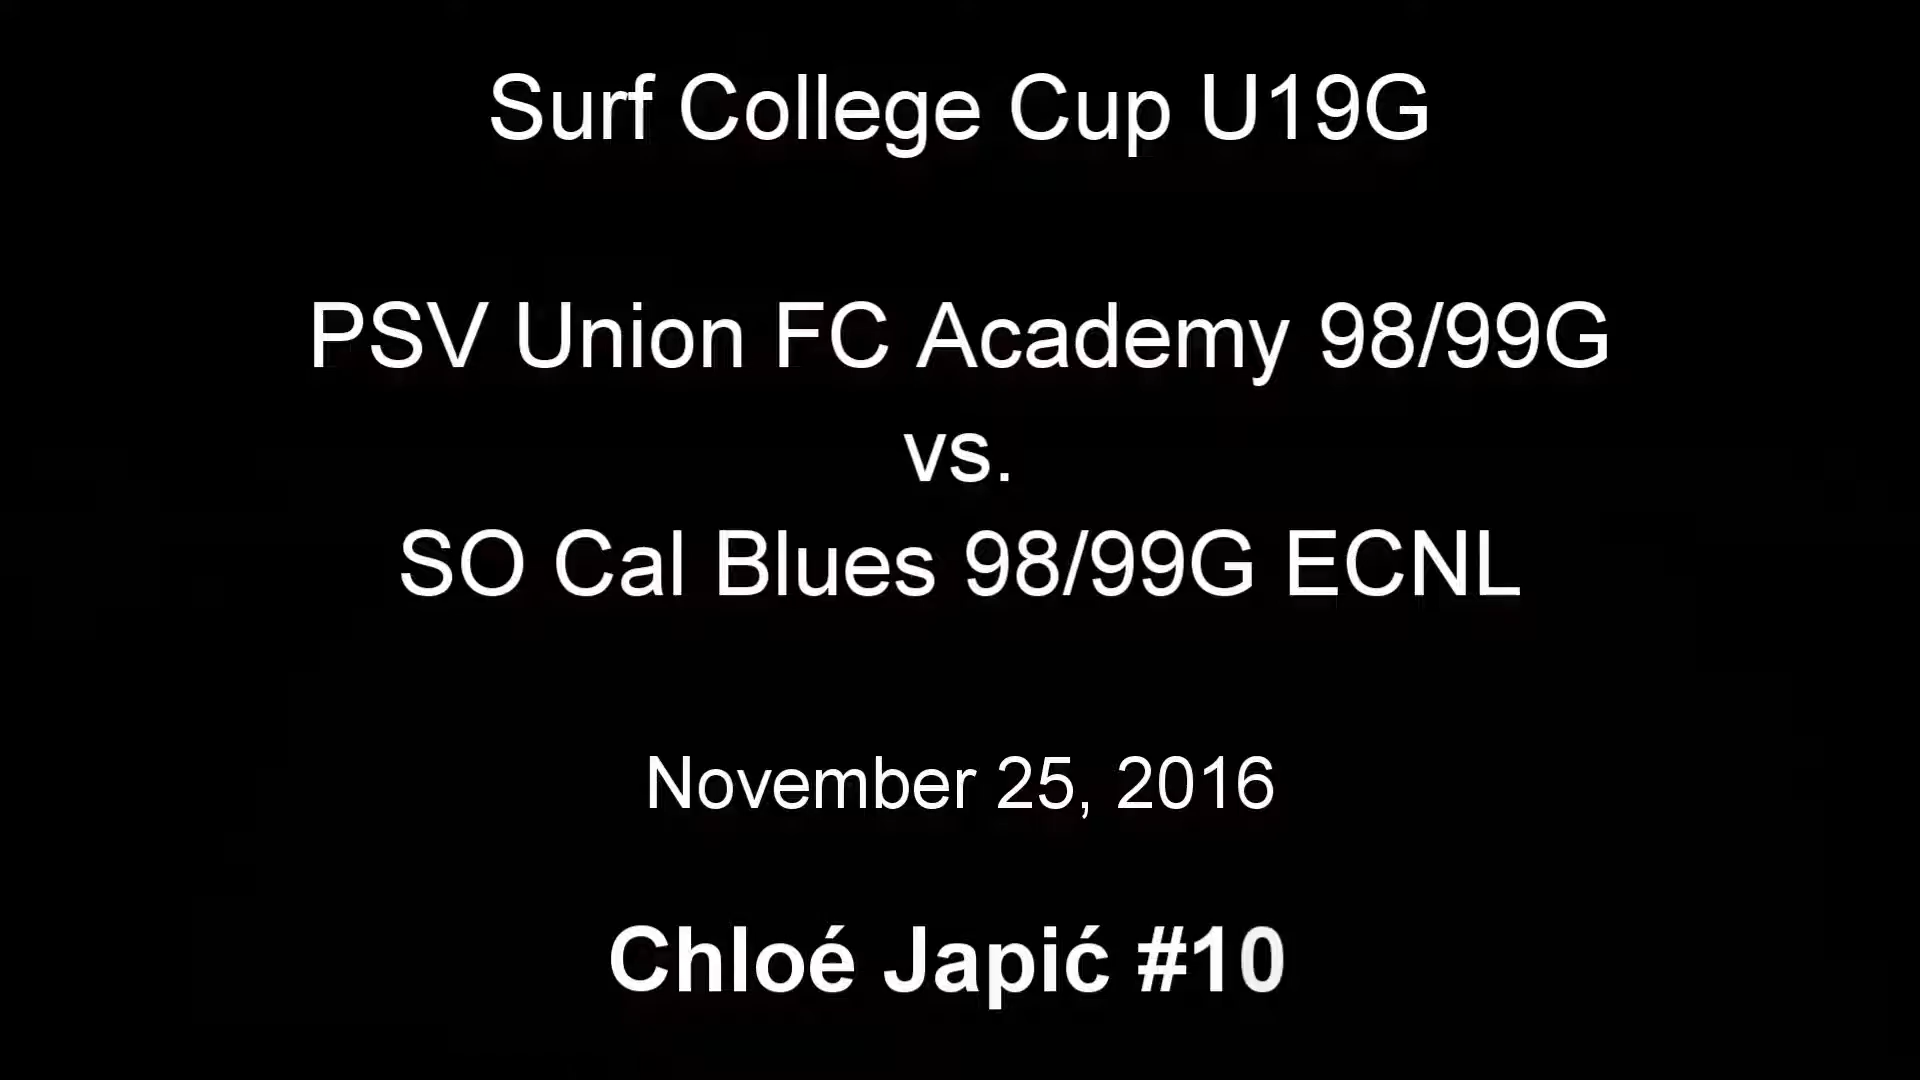 Surf College Cup U19G
PSV Union FC Academy 98/99G
vs.
SO Cal Blues 98/99G ECNL
November 25, 2016
Chloé Japić #10